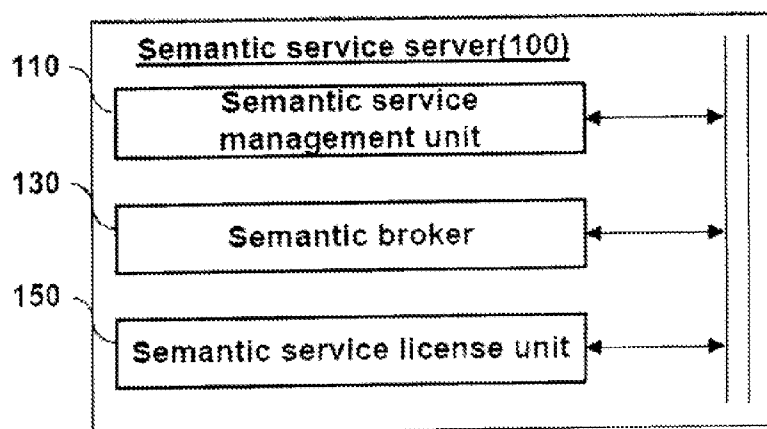 Semantic service server(100)
110
Semantic service
management unit
130
Semantic broker
150
Semantic service license unit